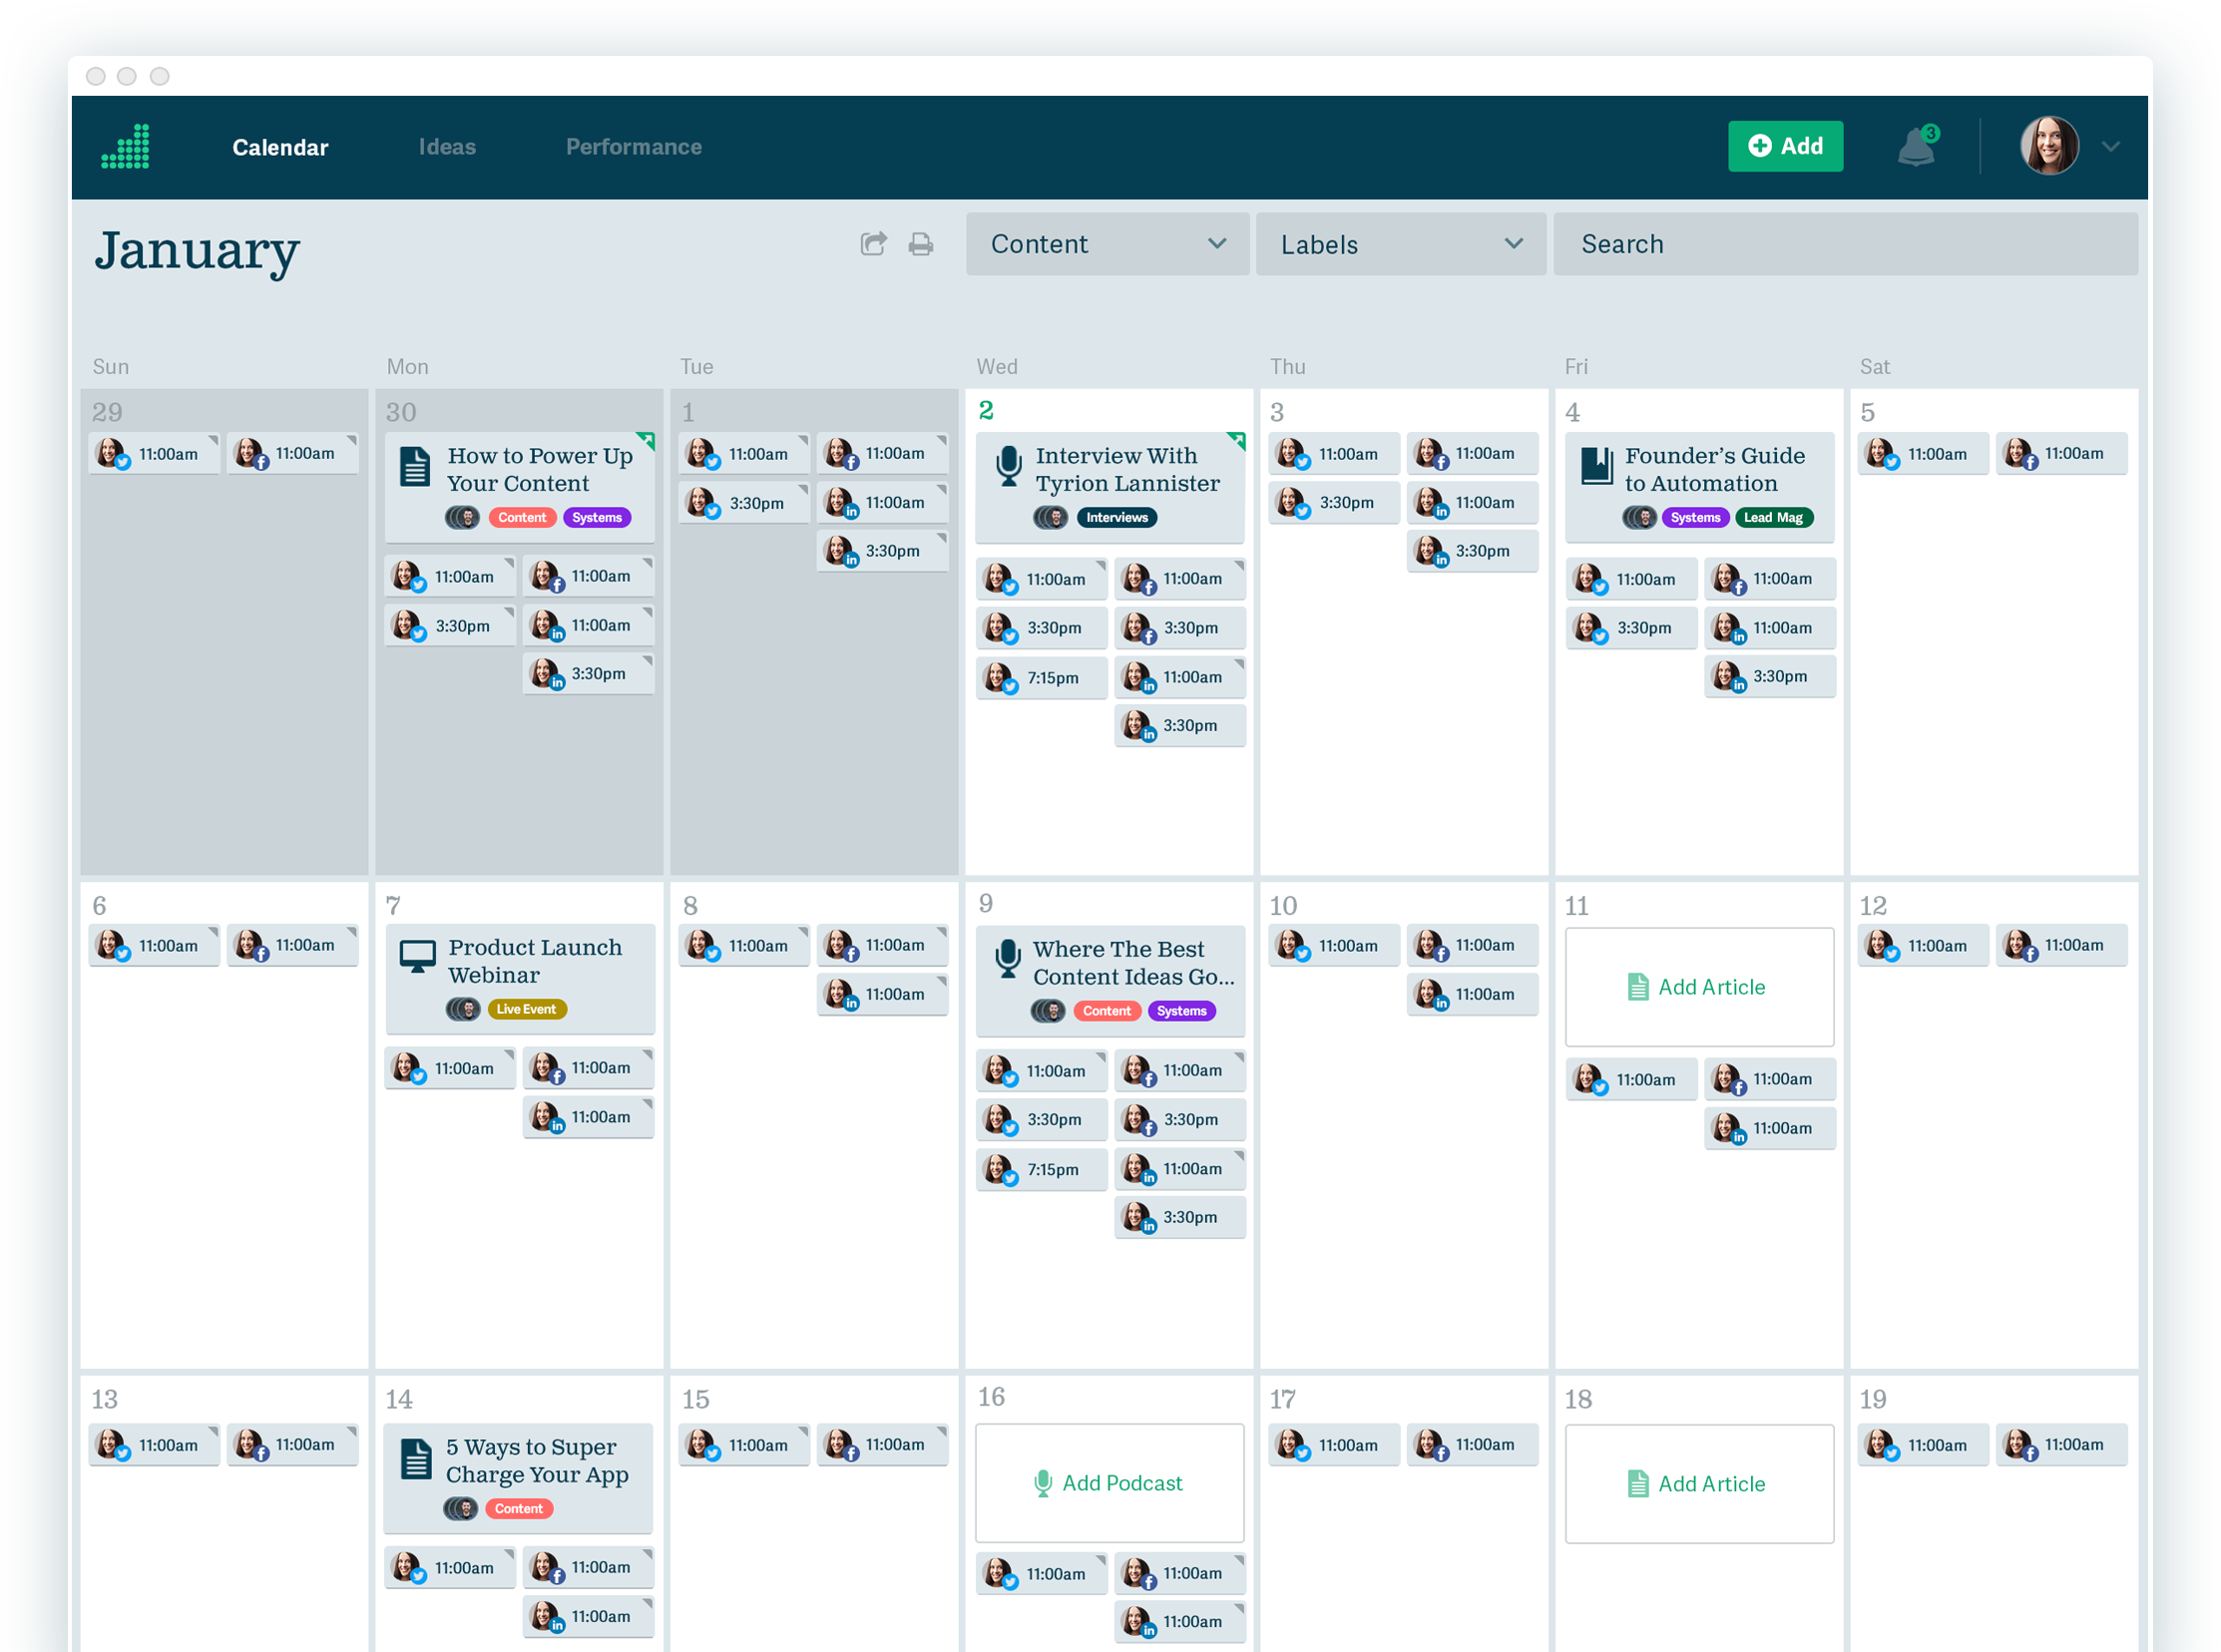 Calendar
Ideas
Performance
Add
3
January
Content
Labels
Search
Sun
Mon
Tue
Wed
Thu
Fri
Sat
29
11:00am
11:00am
30
How to Power Up
Your Content
Content
Systems
11:00am
11:00am
3:30pm
11:00am
3:30pm
1
11:00am
11:00am
3:30pm
11:00am
3:30pm
2
Interview With
Tyrion Lannister
Interviews
11:00am
11:00am
3:30pm
3:30pm
7:15pm
11:00am
3:30pm
3
11:00am
11:00am
3:30pm
11:00am
3:30pm
4
Founder’s Guide
to Automation
Systems
Lead Mag
11:00am
11:00am
3:30pm
11:00am
3:30pm
5
11:00am
11:00am
6
11:00am
11:00am
7
Product Launch
Webinar
Live Event
11:00am
11:00am
11:00am
8
11:00am
11:00am
11:00am
9
Where The Best
Content Ideas Go...
Content
Systems
11:00am
11:00am
3:30pm
3:30pm
7:15pm
11:00am
3:30pm
10
11:00am
11:00am
11:00am
11
Add Article
11:00am
11:00am
11:00am
12
11:00am
11:00am
13
11:00am
11:00am
14
5 Ways to Super
Charge Your App
Content
11:00am
11:00am
11:00am
15
11:00am
11:00am
16
Add Podcast
11:00am
11:00am
11:00am
17
11:00am
11:00am
18
Add Article
19
11:00am
11:00am